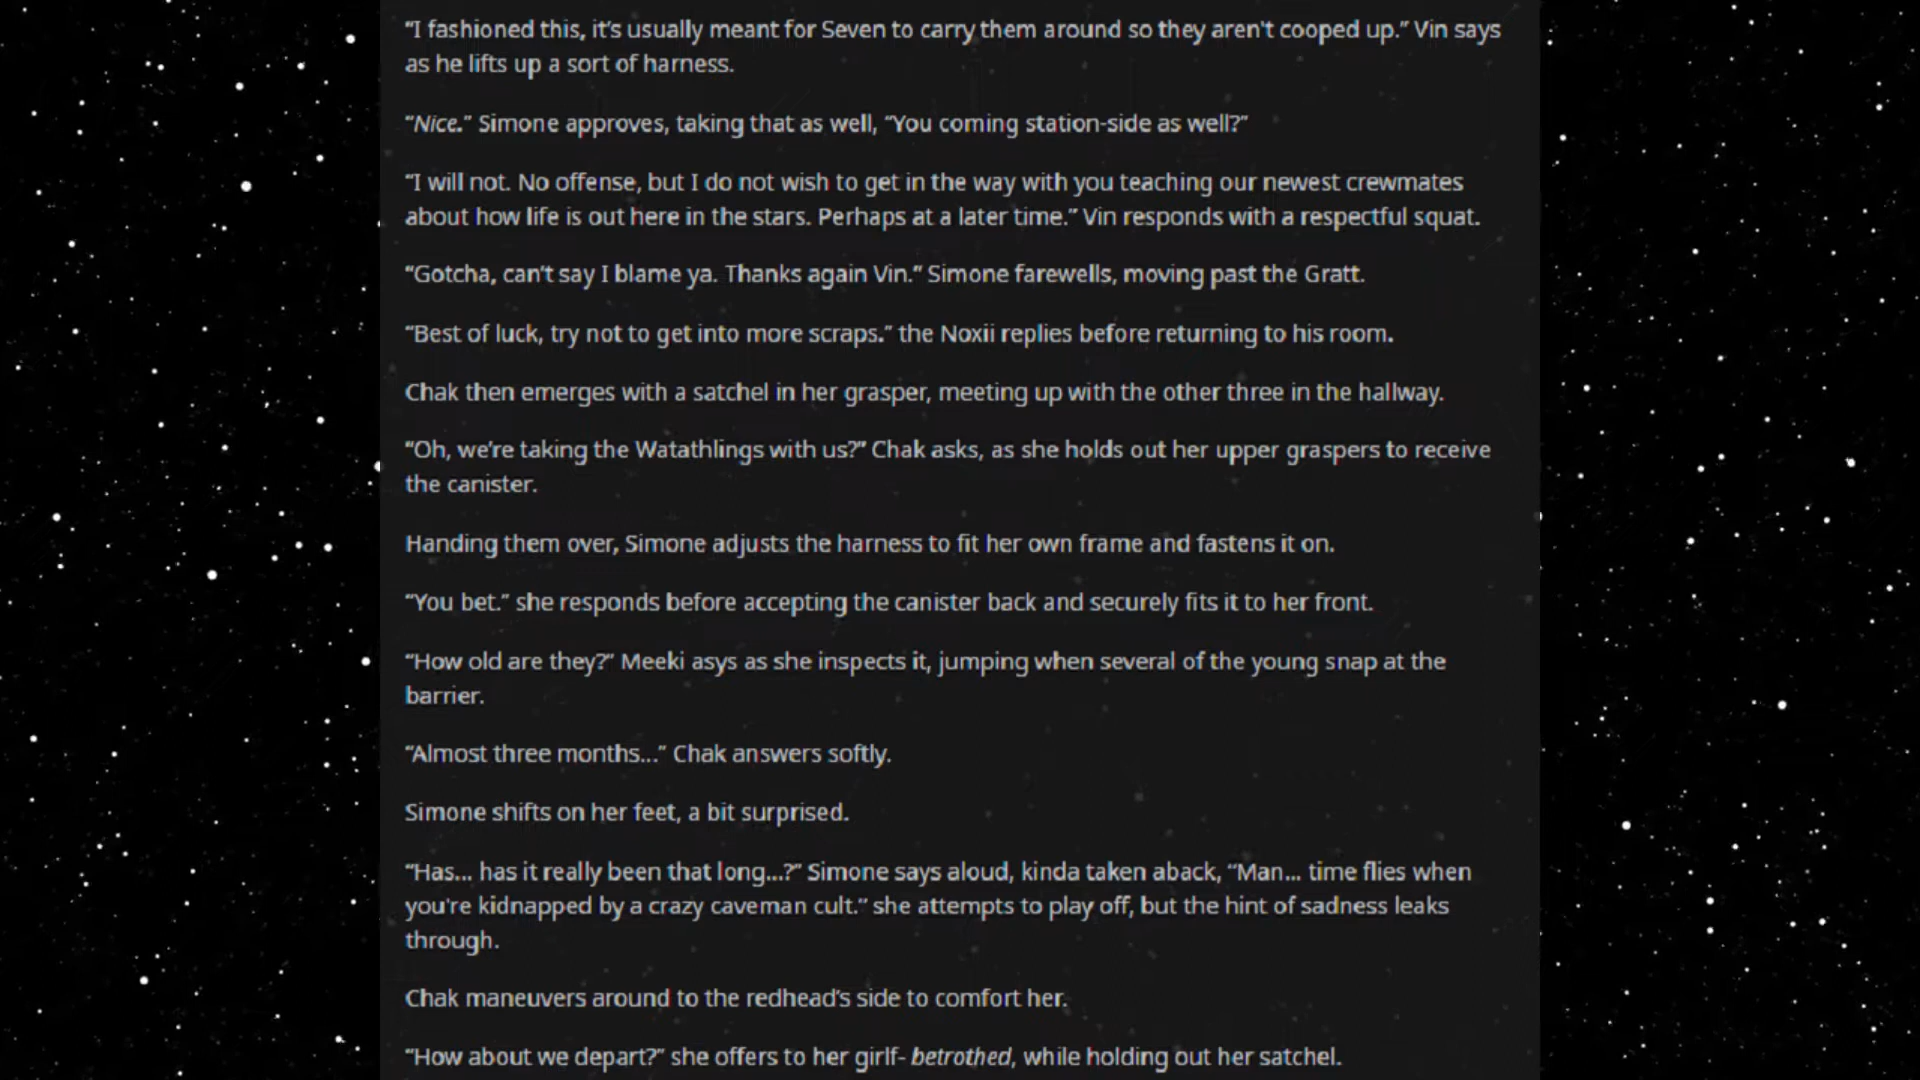 “I fashioned this, it’s usually meant for Seven to carry them around so they aren't cooped up.” Vin says
as he lifts up a sort of harness.
“Nice.” Simone approves, taking that as well, “You coming station-side as well?”
“I will not. No offense, but I do not wish to get in the way with you teaching our newest crewmates
about how life is out here in the stars. Perhaps at a later time.” Vin responds with a respectful squat.
“Gotcha, can’t say I blame ya. Thanks again Vin.” Simone farewells, moving past the Gratt.
“Best of luck, try not to get into more scraps.” the Noxii replies before returning to his room.
Chak then emerges with a satchel in her grasper, meeting up with the other three in the hallway.
“Oh, we’re taking the Watathlings with us?” Chak asks, as she holds out her upper graspers to receive
the canister.
Handing them over, Simone adjusts the harness to fit her own frame and fastens it on.
“You bet.” she responds before accepting the canister back and securely fits it to her front.
“How old are they?” Meeki asys as she inspects it, jumping when several of the young snap at the
barrier.
“Almost three months...” Chak answers softly.
Simone shifts on her feet, a bit surprised.
“Has... has it really been that long...?” Simone says aloud, kinda taken aback, “Man... time flies when
you're kidnapped by a crazy caveman cult.” she attempts to play off, but the hint of sadness leaks
through.
Chak maneuvers around to the redhead’s side to comfort her.
“How about we depart?” she offers to her girlf- betrothed, while holding out her satchel.